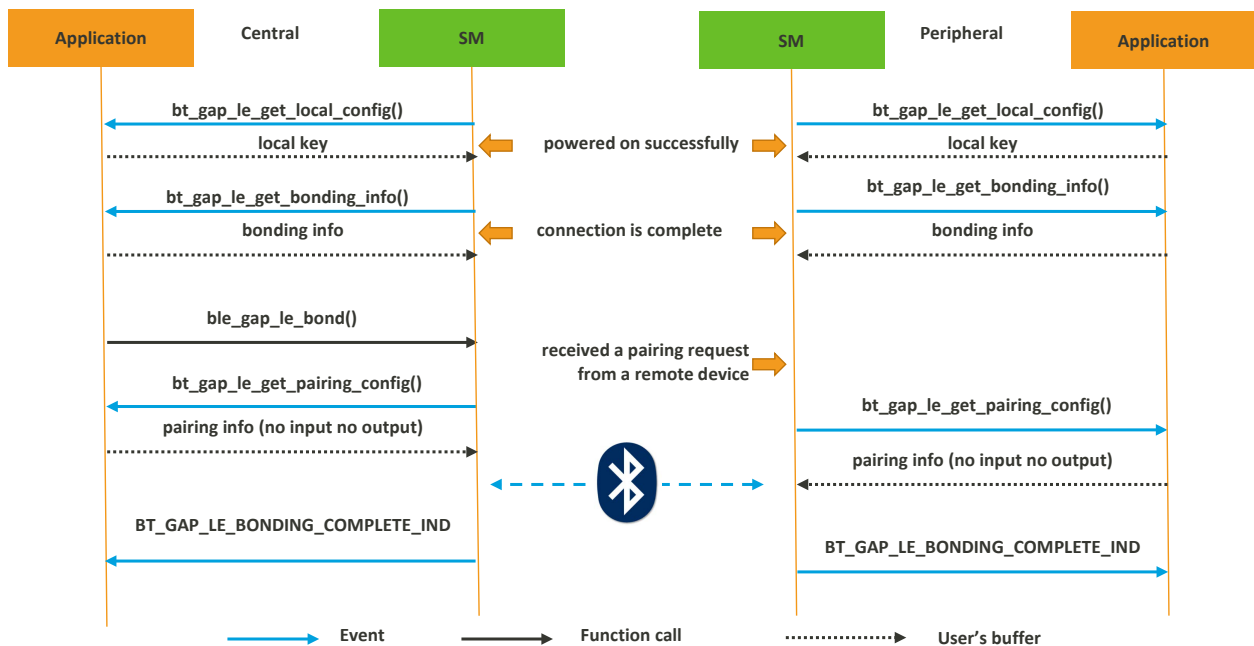 Application
Central
SM
SM
Peripheral
Application
bt_gap_le_get_local_config()
bt_gap_le_get_local_config()
local key
powered on successfully
local key
bt_gap_le_get_bonding_info()
bt_gap_le_get_bonding_info()
bonding info
connection is complete
bonding info
ble_gap_le_bond()
received a pairing request
from a remote device
bt_gap_le_get_pairing_config()
bt_gap_le_get_pairing_config()
pairing info (no input no output)
pairing info (no input no output)
BT_GAP_LE_BONDING_COMPLETE_IND
BT_GAP_LE_BONDING_COMPLETE_IND
Event
Function call
User's buffer